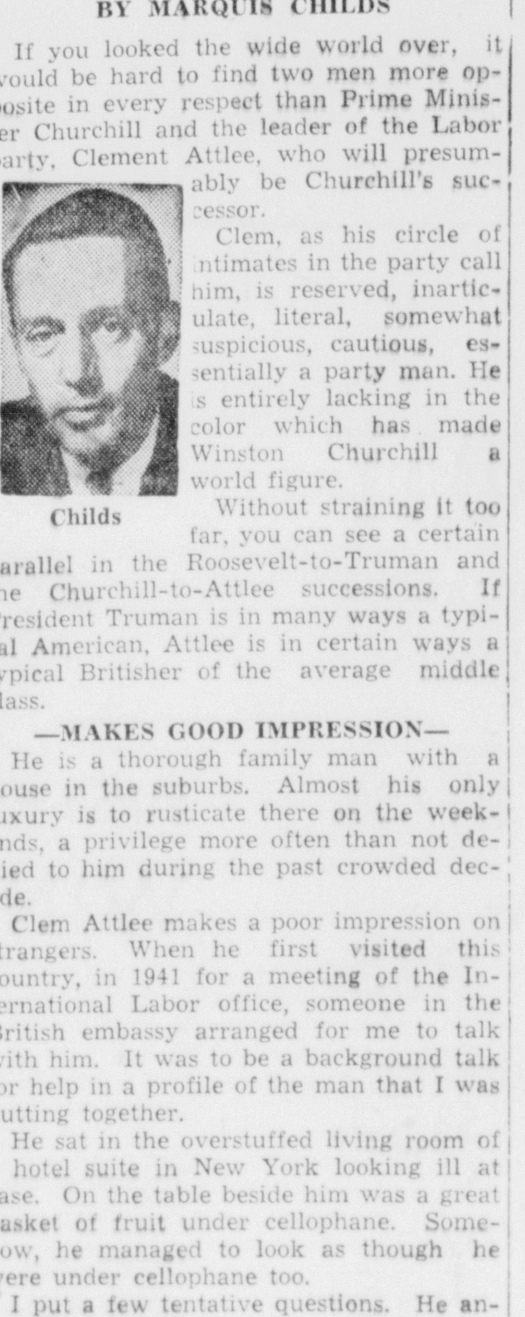 BY MARQUIS CHILDS
If you looked the wide world over, it
would be hard to find two men more op-
posite in every respect than Prime Minis-
er Churchill and the leader of the Labor
party, Clement Attlee, who will presum-
ably be Churchill's suc-
cessor.
Clem, as his circle of
intimates in the party call
him, is reserved, inartic-
ulate, literal, somewhat
suspicious, cautious, es-
sentially a party man. He
is entirely lacking in the
color which has made
Winston Churchill a
world figure.
Childs
Without straining it too
far, you can see a certain
arallel in the Roosevelt-to-Truman and
he Churchill-to-Attlee successions. If
resident Truman is in many ways a typi-
al American, Attlee is in certain ways a
ypical Britisher of the average middle
lass.
—MAKES GOOD IMPRESSION—
He is a thorough family man with a
ouse in the suburbs. Almost his only
uxury is to rusticate there on the week-
nds, a privilege more often than not de-
ied to him during the past crowded dec-
de.
Clem Attlee makes a poor impression on
trangers. When he first visited this
ountry, in 1941 for a meeting of the In-
ernational Labor office, someone in the
British embassy arranged for me to talk
with him. It was to be a background talk
or help in a profile of the man that I was
utting together.
He sat in the overstuffed living room of
hotel suite in New York looking ill at
ase. On the table beside him was a great
asket of fruit under cellophane. Some-
ow, he managed to look as though he
were under cellophane too.
I put a few tentative questions. He an-